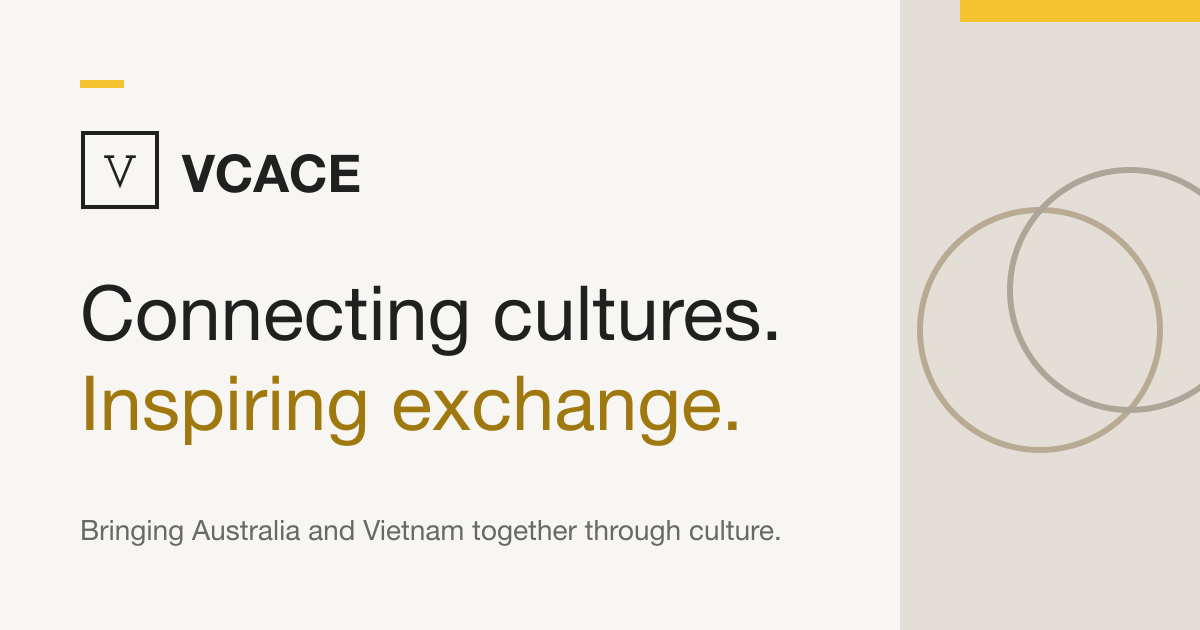 V VCACE
Connecting cultures.
Inspiring exchange.
Bringing Australia and Vietnam together through culture.